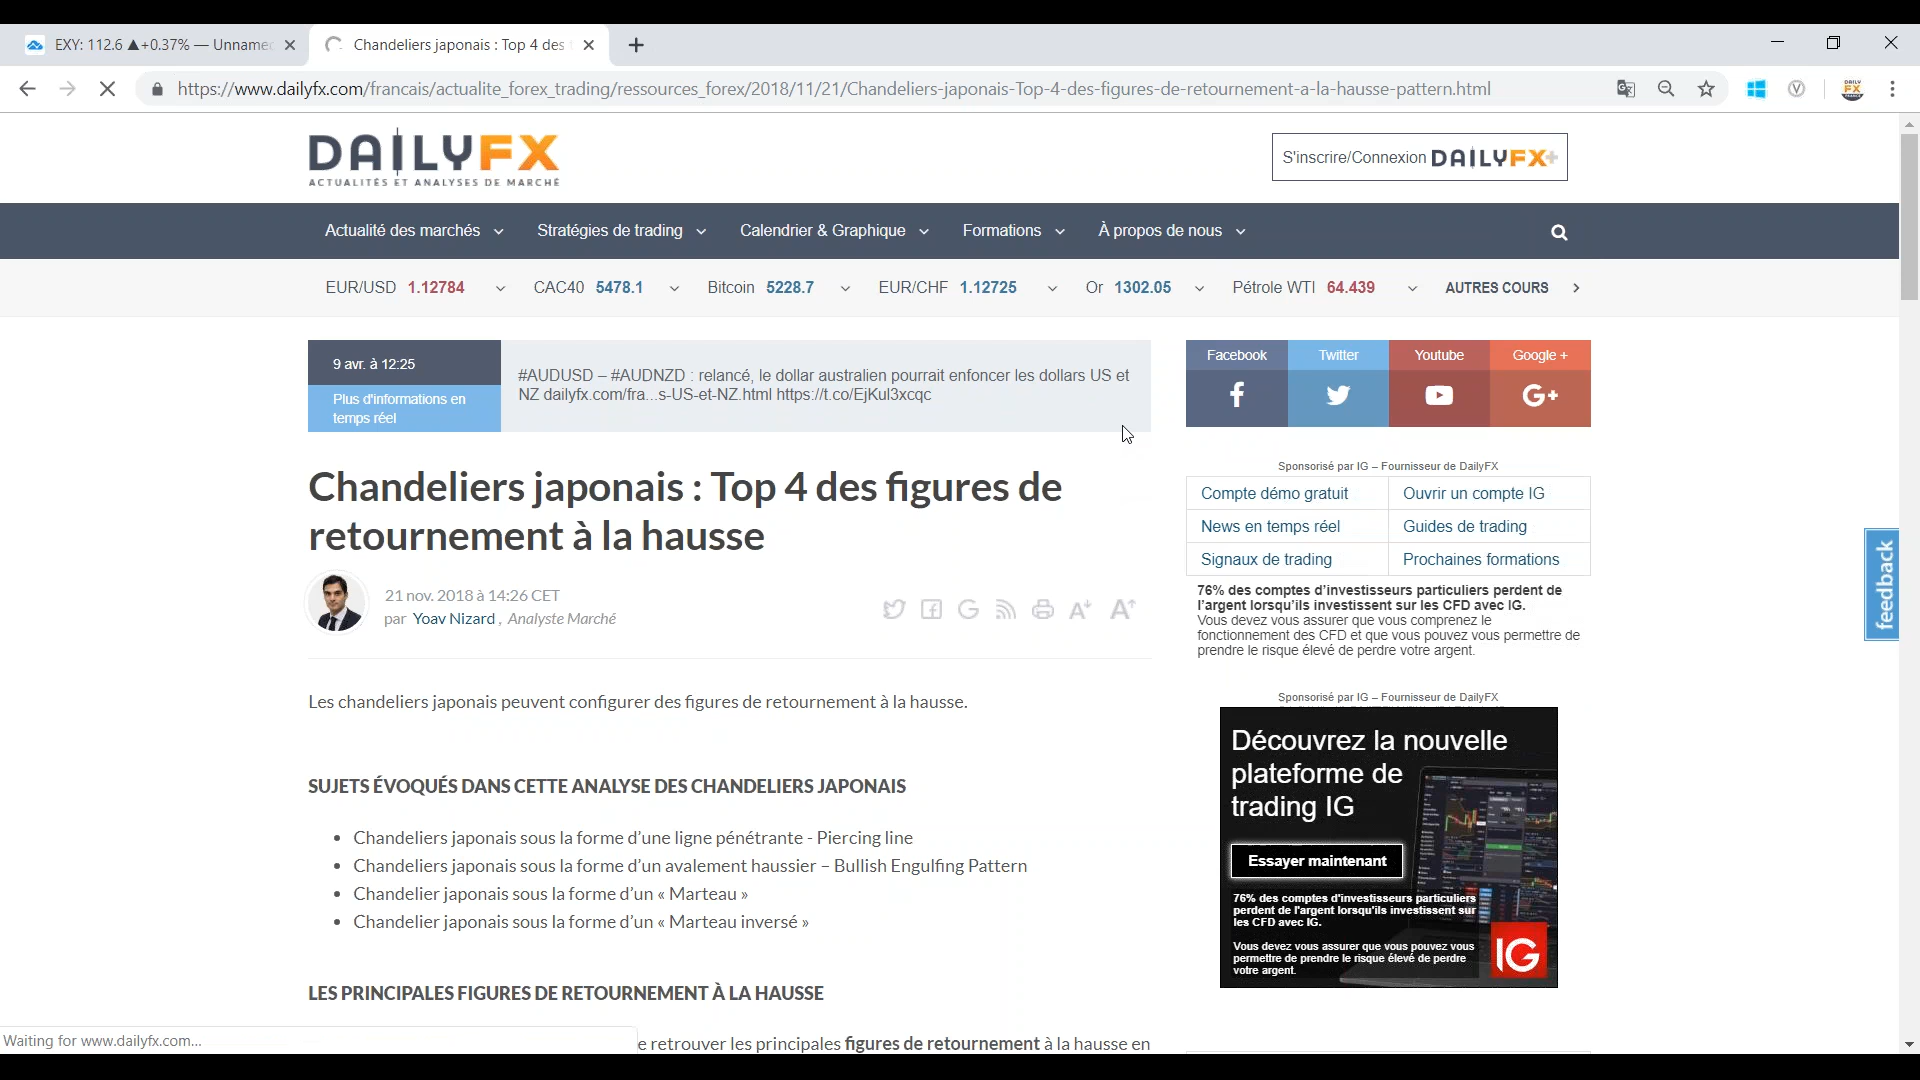 EXY: 112.6 ▲+0.37% — Unnamed
Chandeliers japonais : Top 4 des
https://www.dailyfx.com/francais/actualite_forex_trading/ressources_forex/2018/11/21/Chandeliers-japonais-Top-4-des-figures-de-retournement-a-la-hausse-pattern.html
DAILYFX
ACTUALITÉS ET ANALYSES DE MARCHÉ
S'inscrire/Connexion DAILYFX+
Actualité des marchés
Stratégies de trading
Calendrier & Graphique
Formations
À propos de nous
EUR/USD 1.12784
CAC40 5478.1
Bitcoin 5228.7
EUR/CHF 1.12725
Or 1302.05
Pétrole WTI 64.439
AUTRES COURS
9 avr. à 12:25
Plus d'informations en
temps réel
#AUDUSD – #AUDNZD : relancé, le dollar australien pourrait enfoncer les dollars US et
NZ dailyfx.com/fra...s-US-et-NZ.html https://t.co/EjKul3xcqc
Facebook
Twitter
Youtube
Google +
Chandeliers japonais : Top 4 des figures de
retournement à la hausse
21 nov. 2018 à 14:26 CET
par Yoav Nizard, Analyste Marché
Sponsorisé par IG – Fournisseur de DailyFX
Compte démo gratuit
Ouvrir un compte IG
News en temps réel
Guides de trading
Signaux de trading
Prochaines formations
76% des comptes d’investisseurs particuliers perdent de
l’argent lorsqu’ils investissent sur les CFD avec IG.
Vous devez vous assurer que vous comprenez le
fonctionnement des CFD et que vous pouvez vous permettre de
prendre le risque élevé de perdre votre argent.
feedback
Les chandeliers japonais peuvent configurer des figures de retournement à la hausse.
SUJETS ÉVOQUÉS DANS CETTE ANALYSE DES CHANDELIERS JAPONAIS
Chandeliers japonais sous la forme d’une ligne pénétrante - Piercing line
Chandeliers japonais sous la forme d’un avalement haussier – Bullish Engulfing Pattern
Chandelier japonais sous la forme d’un « Marteau »
Chandelier japonais sous la forme d’un « Marteau inversé »
LES PRINCIPALES FIGURES DE RETOURNEMENT À LA HAUSSE
e retrouver les principales figures de retournement à la hausse en
Sponsorisé par IG – Fournisseur de DailyFX
Découvrez la nouvelle
plateforme de
trading IG
Essayer maintenant
76% des comptes d'investisseurs particuliers
perdent de l'argent lorsqu'ils investissent sur
les CFD avec IG.
Vous devez vous assurer que vous pouvez vous
permettre de prendre le risque élevé de perdre
votre argent.
IG
Waiting for www.dailyfx.com...